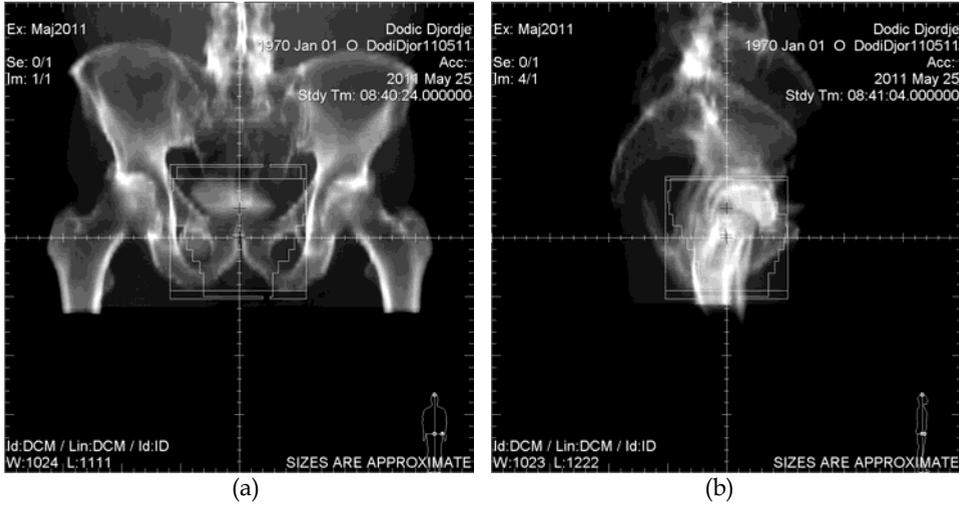 Ex: Maj2011
Se: 0/1
Im: 1/1
Dodic Djordje
1970 Jan 01 O DodiDjor110511
Acc:
2011 May 25
Stdy Tm: 08:40:24.000000
Id:DCM / Lin:DCM / Id:ID
W:1024 L:1111
SIZES ARE APPROXIMATE
(a)
Ex: Maj2011
Se: 0/1
Im: 4/1
Dodic Djordje
1970 Jan 01 O DodiDjor110511
Acc:
2011 May 25
Stdy Tm: 08:41:04.000000
Id:DCM / Lin:DCM / Id:ID
W:1023 L:1222
SIZES ARE APPROXIMATE
(b)